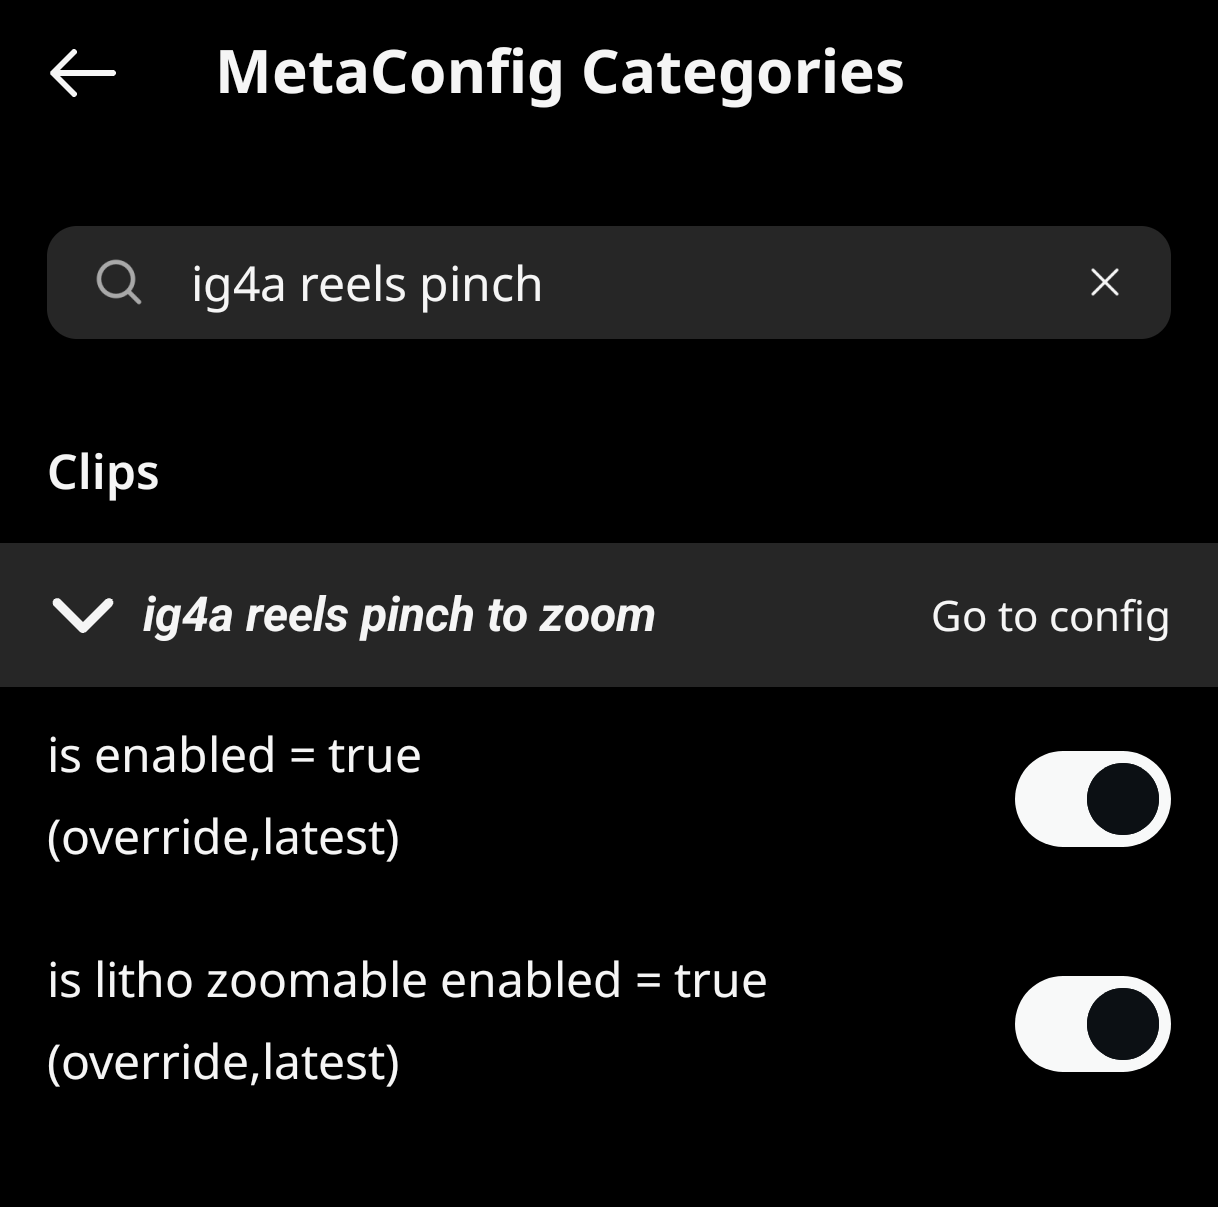 MetaConfig Categories
ig4a reels pinch
Clips
ig4a reels pinch to zoom
Go to config
is enabled = true
(override,latest)
is litho zoomable enabled = true
(override,latest)